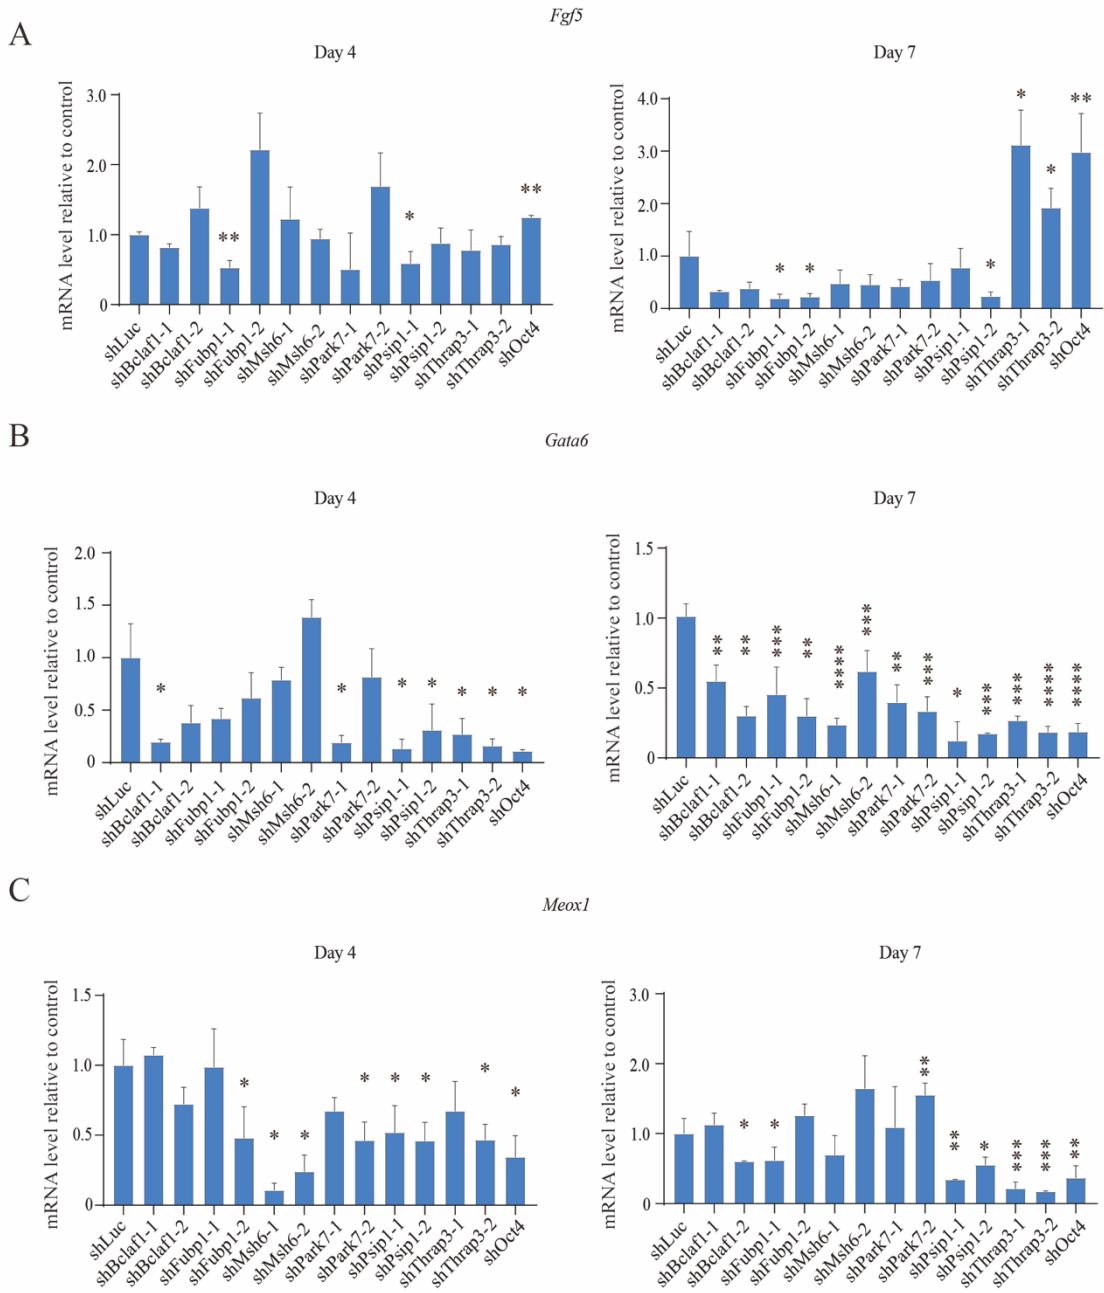 A
Fgf5
Day 4
Day 7
mRNA level relative to control
3.0
2.0
1.0
0
** * **
shLuc
shBclaf1-1
shBclaf1-2
shFubp1-1
shFubp1-2
shMsh6-1
shMsh6-2
shPark7-1
shPark7-2
shPsip1-1
shPsip1-2
shThrap3-1
shThrap3-2
shOct4
mRNA level relative to control
4.0
3.0
2.0
1.0
0
* * * * * **
shLuc
shBclaf1-1
shBclaf1-2
shFubp1-1
shFubp1-2
shMsh6-1
shMsh6-2
shPark7-1
shPark7-2
shPsip1-1
shPsip1-2
shThrap3-1
shThrap3-2
shOct4
B
Gata6
Day 4
Day 7
mRNA level relative to control
2.0
1.5
1.0
0.5
0
* * * * * * *
shLuc
shBclaf1-1
shBclaf1-2
shFubp1-1
shFubp1-2
shMsh6-1
shMsh6-2
shPark7-1
shPark7-2
shPsip1-1
shPsip1-2
shThrap3-1
shThrap3-2
shOct4
mRNA level relative to control
1.5
1.0
0.5
0
** ** *** ** **** *** ** *** * *** *** **** ****
shLuc
shBclaf1-1
shBclaf1-2
shFubp1-1
shFubp1-2
shMsh6-1
shMsh6-2
shPark7-1
shPark7-2
shPsip1-1
shPsip1-2
shThrap3-1
shThrap3-2
shOct4
C
Meox1
Day 4
Day 7
mRNA level relative to control
1.5
1.0
0.5
0
* * * * * * * *
shLuc
shBclaf1-1
shBclaf1-2
shFubp1-1
shFubp1-2
shMsh6-1
shMsh6-2
shPark7-1
shPark7-2
shPsip1-1
shPsip1-2
shThrap3-1
shThrap3-2
shOct4
mRNA level relative to control
3.0
2.0
1.0
0
* * ** ** * *** *** **
shLuc
shBclaf1-1
shBclaf1-2
shFubp1-1
shFubp1-2
shMsh6-1
shMsh6-2
shPark7-1
shPark7-2
shPsip1-1
shPsip1-2
shThrap3-1
shThrap3-2
shOct4